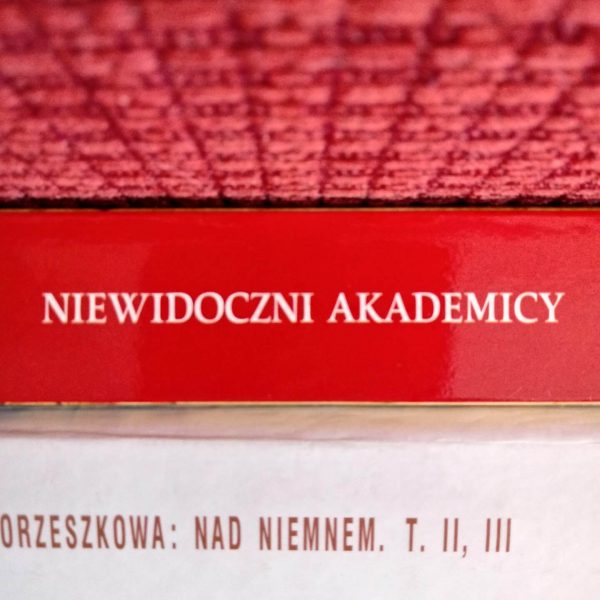 NIEWIDOCZNI AKADEMICY
ORZESZKOWA: NAD NIEMNEM. T. II, III